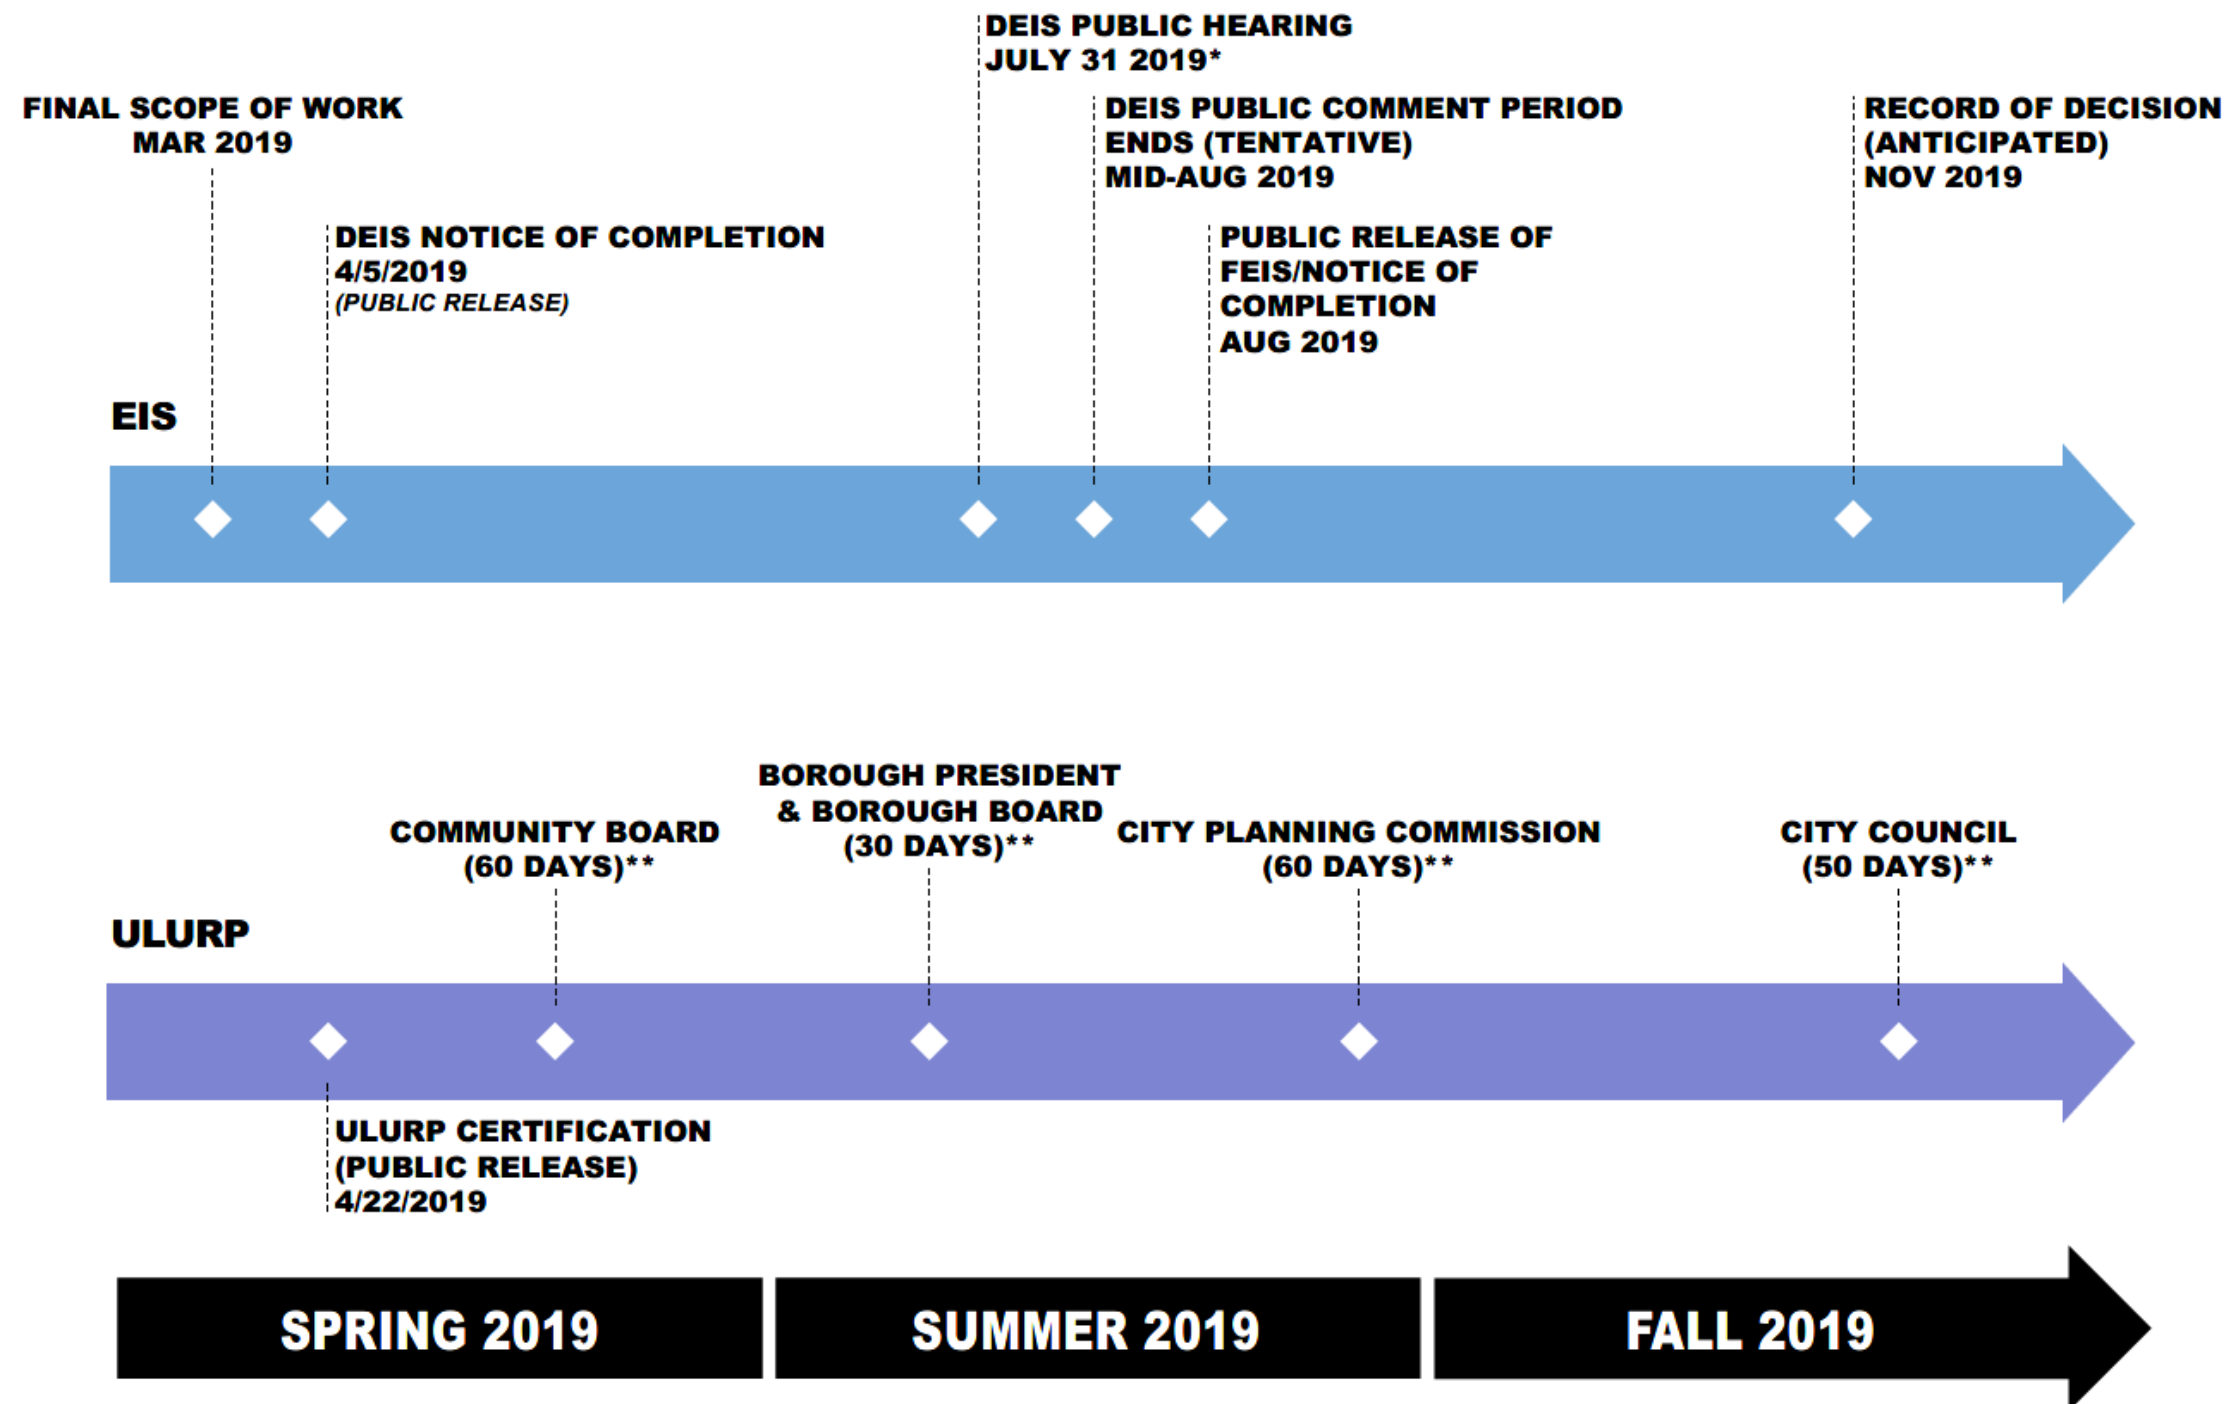 DEIS PUBLIC HEARING
JULY 31 2019*
FINAL SCOPE OF WORK
MAR 2019
DEIS PUBLIC COMMENT PERIOD
ENDS (TENTATIVE)
MID-AUG 2019
RECORD OF DECISION
(ANTICIPATED)
NOV 2019
DEIS NOTICE OF COMPLETION
4/5/2019
(PUBLIC RELEASE)
PUBLIC RELEASE OF
FEIS/NOTICE OF
COMPLETION
AUG 2019
EIS
BOROUGH PRESIDENT
& BOROUGH BOARD
(30 DAYS)**
COMMUNITY BOARD
(60 DAYS)**
CITY PLANNING COMMISSION
(60 DAYS)**
CITY COUNCIL
(50 DAYS)**
ULURP
ULURP CERTIFICATION
(PUBLIC RELEASE)
4/22/2019
SPRING 2019
SUMMER 2019
FALL 2019